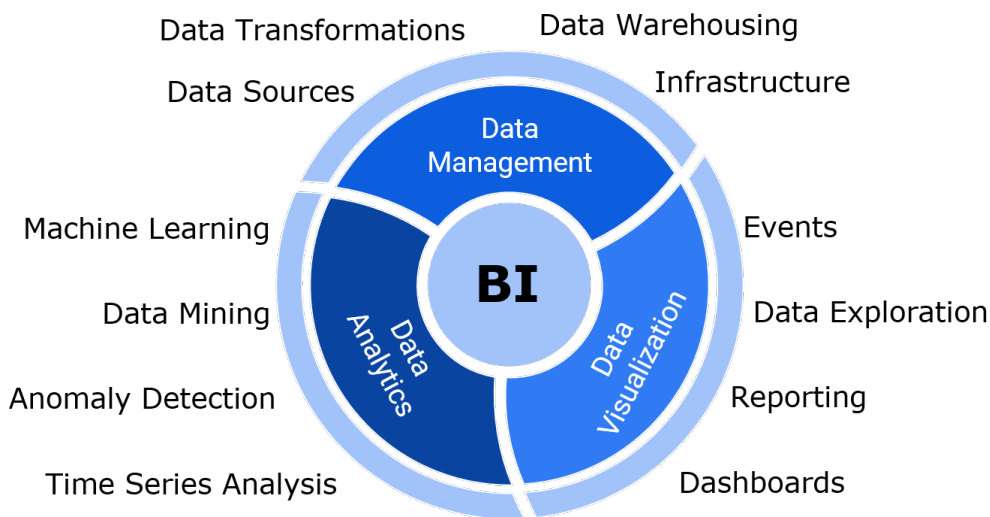 Data Transformations
Data Warehousing
Data Sources
Infrastructure
Data
Management
Machine Learning
Events
BI
Data Mining
Data Exploration
Data
Analytics
Data
Visualization
Anomaly Detection
Reporting
Time Series Analysis
Dashboards